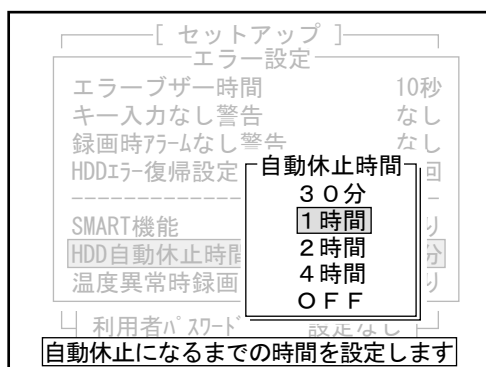 [ セットアップ ]
エラー設定
エラーブザー時間 10秒
キー入力なし警告 なし
録画時アラームなし警告 なし
HDDエラー復帰設定 回
自動休止時間
３０分
SMART機能 り
１時間
HDD自動休止時間 分
２時間
温度異常時録画 り
４時間
ＯＦＦ
利用者パスワード 設定なし
自動休止になるまでの時間を設定します